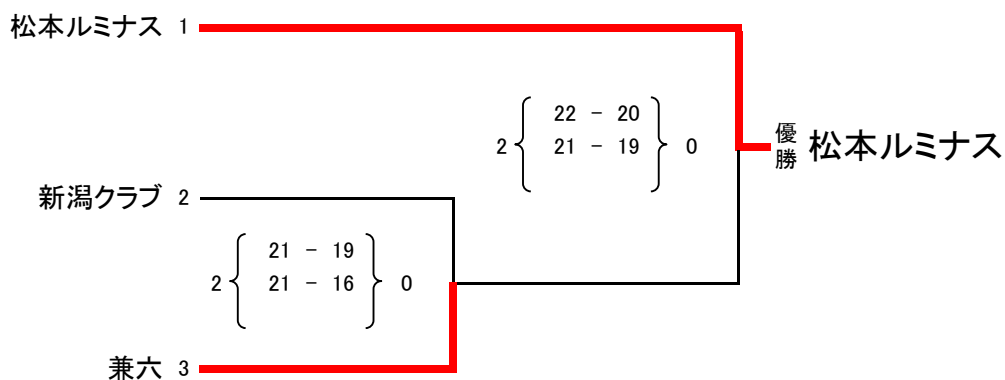 松本ルミナス 1
22 - 20
2 21 - 19 0
優勝 松本ルミナス
新潟クラブ 2
21 - 19
2 21 - 16 0
兼六 3